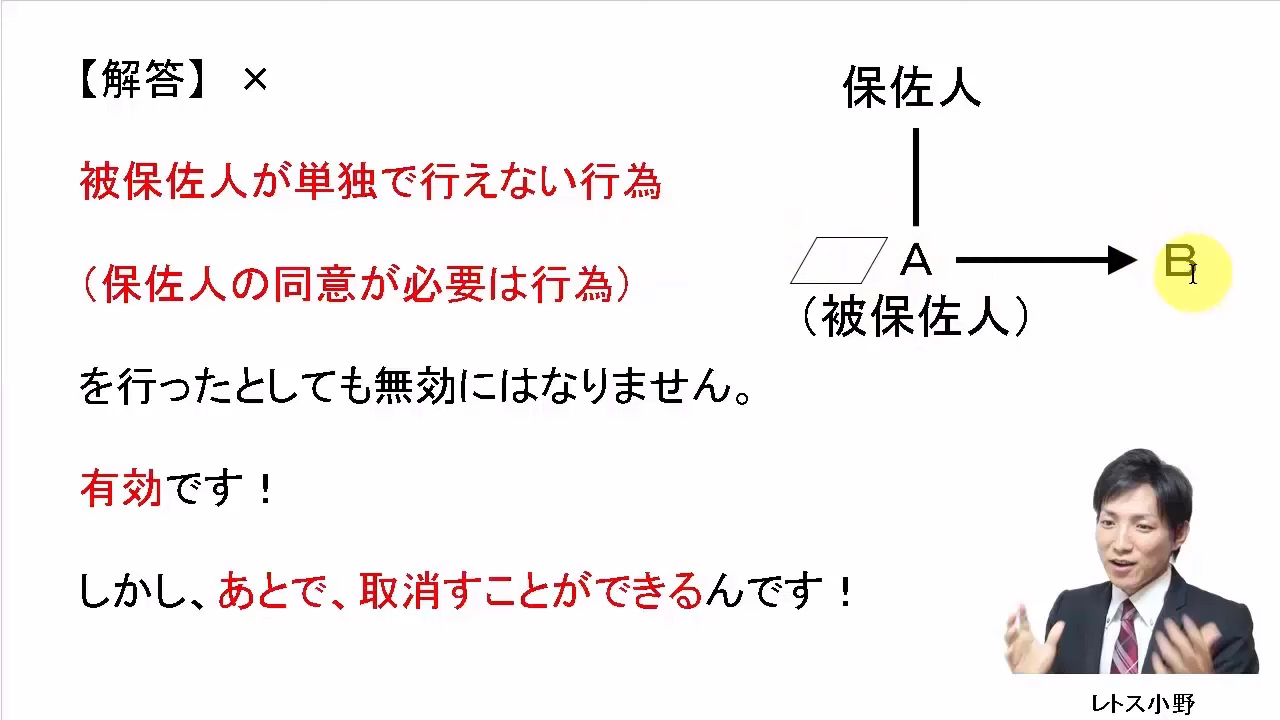 【解答】 ×
被保佐人が単独で行えない行為
（保佐人の同意が必要は行為）
を行ったとしても無効にはなりません。
有効です！
しかし、あとで、取消すことができるんです！
保佐人
A
B
（被保佐人）
レトス小野